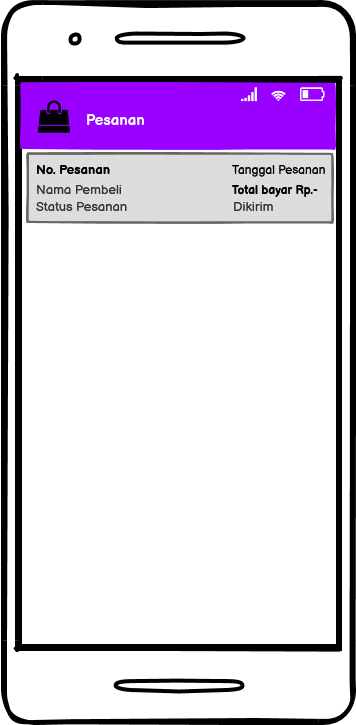 Pesanan
No. Pesanan Tanggal Pesanan
Nama Pembeli Total bayar Rp.-
Status Pesanan Dikirim